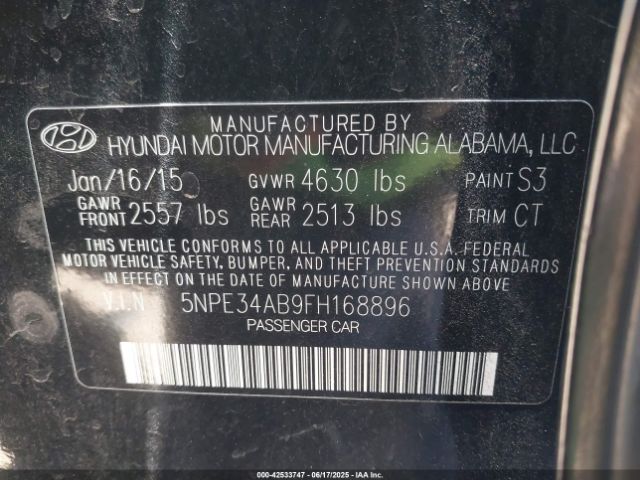 MANUFACTURED BY
HYUNDAI MOTOR MANUFACTURING ALABAMA, LLC
Jan/16/15 GVWR 4630 lbs PAINT S3
GAWR FRONT 2557 lbs GAWR REAR 2513 lbs TRIM CT
THIS VEHICLE CONFORMS TO ALL APPLICABLE U.S.A. FEDERAL
MOTOR VEHICLE SAFETY, BUMPER, AND THEFT PREVENTION STANDARDS
IN EFFECT ON THE DATE OF MANUFACTURE SHOWN ABOVE
V.I.N 5NPE34AB9FH168896
PASSENGER CAR
000-42533747 - 06/17/2025 - IAA Inc.